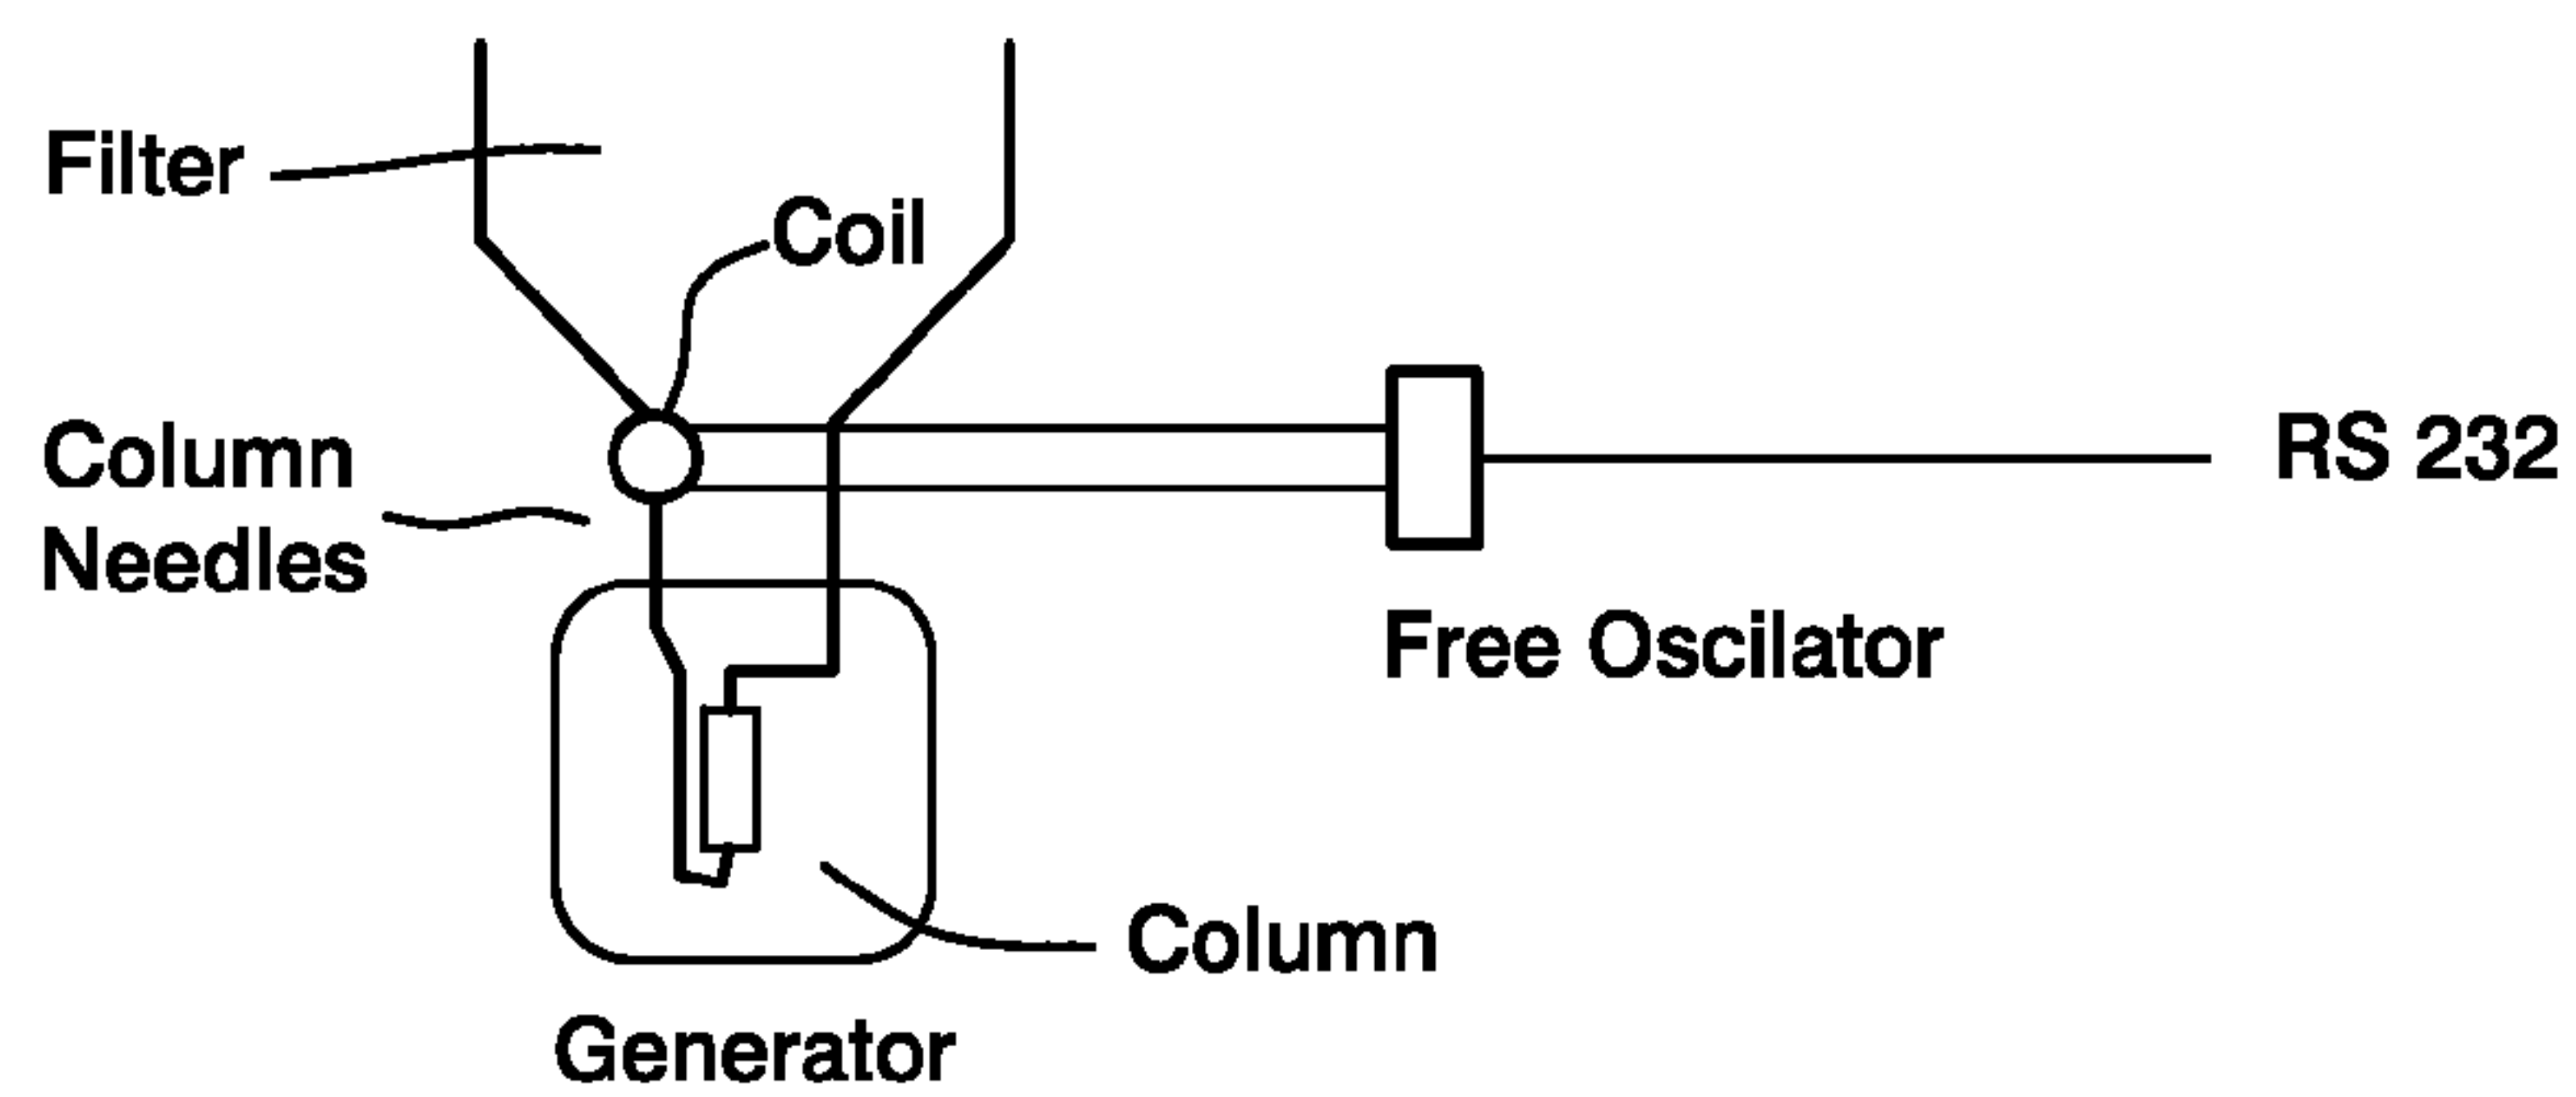 Filter
Coil
Column
Needles
RS 232
Free Oscilator
Column
Generator